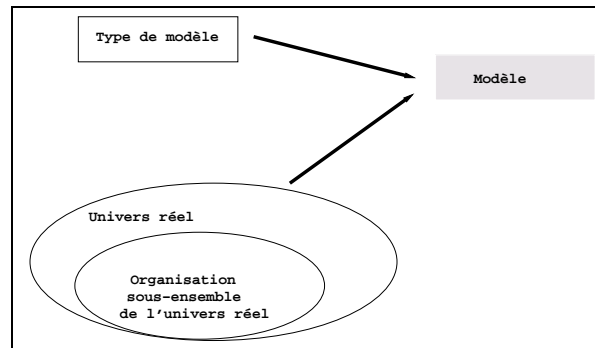 Type de modèle
Modèle
Univers réel
Organisation
sous-ensemble
de l'univers réel